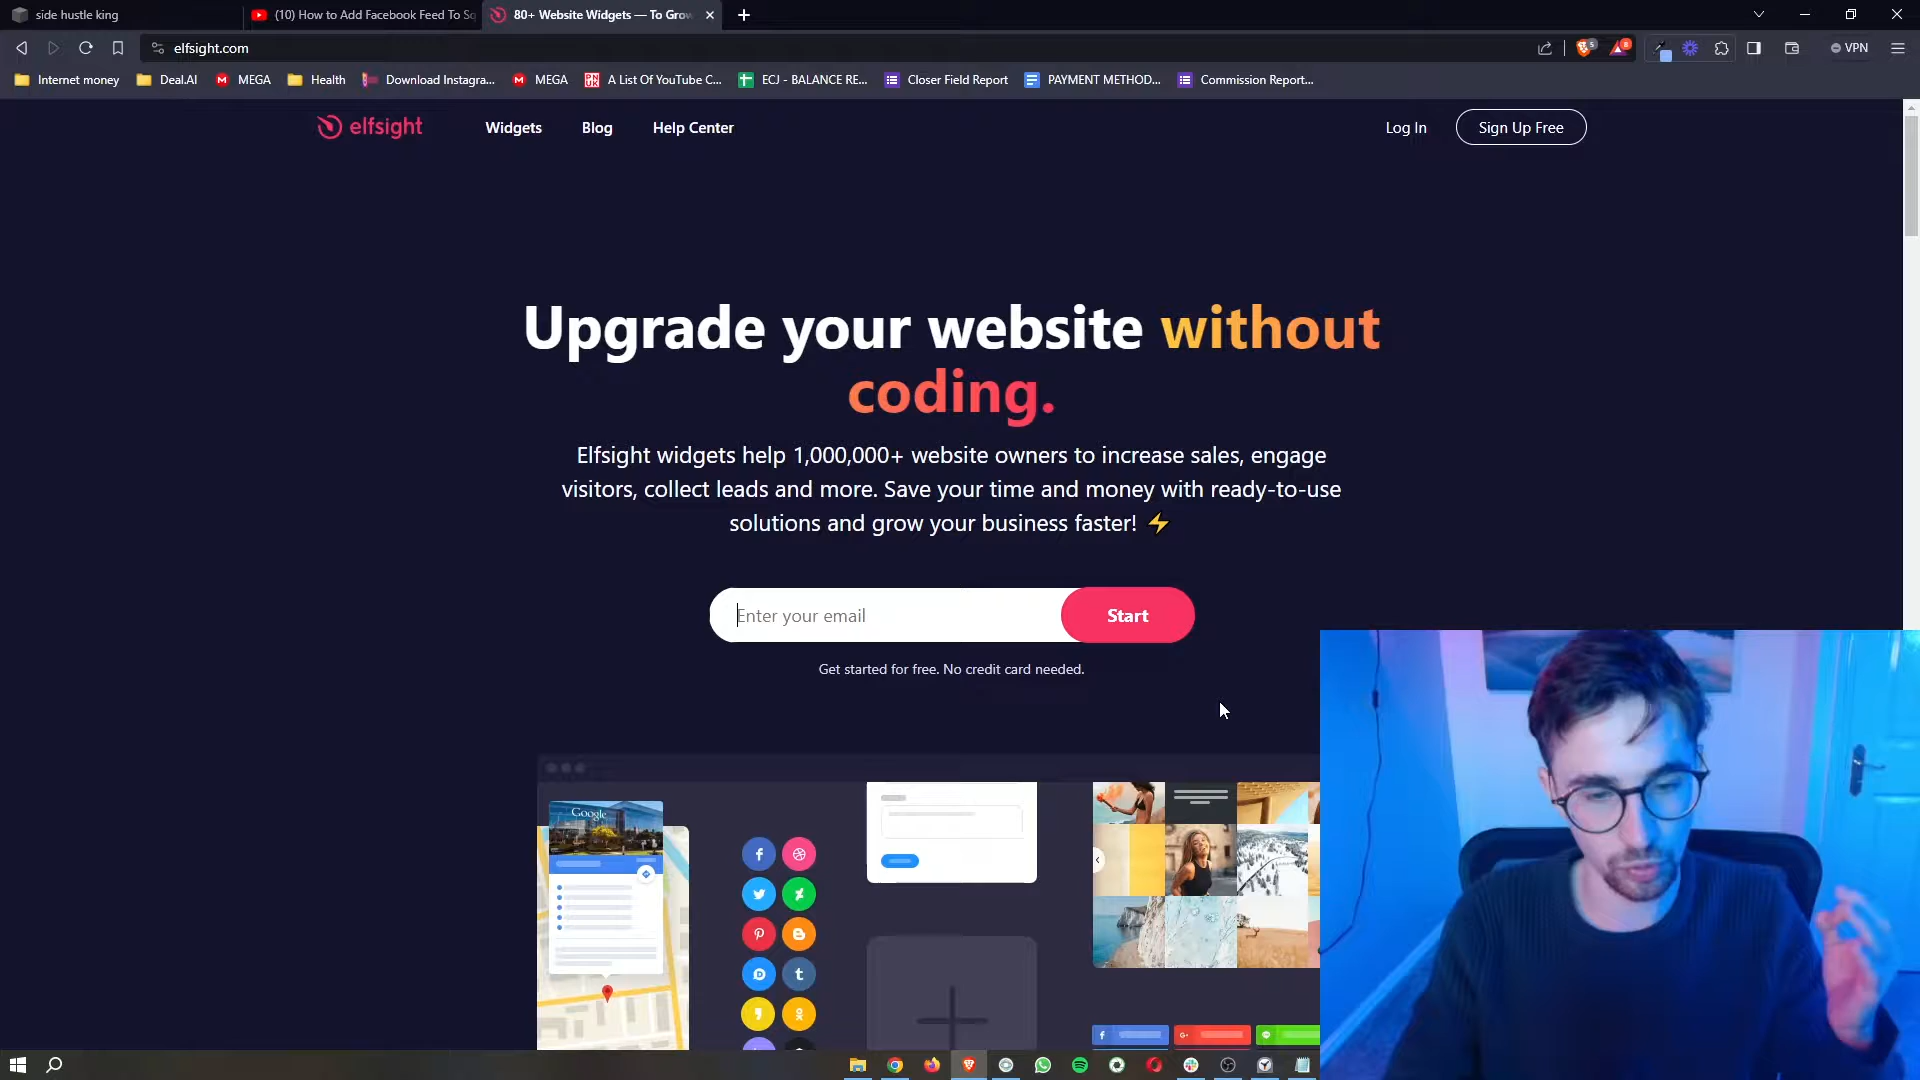 side hustle king
(10) How to Add Facebook Feed To Sq
80+ Website Widgets — To Grow
elfsight.com
VPN
Internet money
Deal.AI
MEGA
Health
Download Instagra...
MEGA
A List Of YouTube C...
ECJ - BALANCE RE...
Closer Field Report
PAYMENT METHOD...
Commission Report...
elfsight
Widgets
Blog
Help Center
Log In
Sign Up Free
Upgrade your website without
coding.
Elfsight widgets help 1,000,000+ website owners to increase sales, engage
visitors, collect leads and more. Save your time and money with ready-to-use
solutions and grow your business faster! ⚡
Enter your email
Start
Get started for free. No credit card needed.
Google